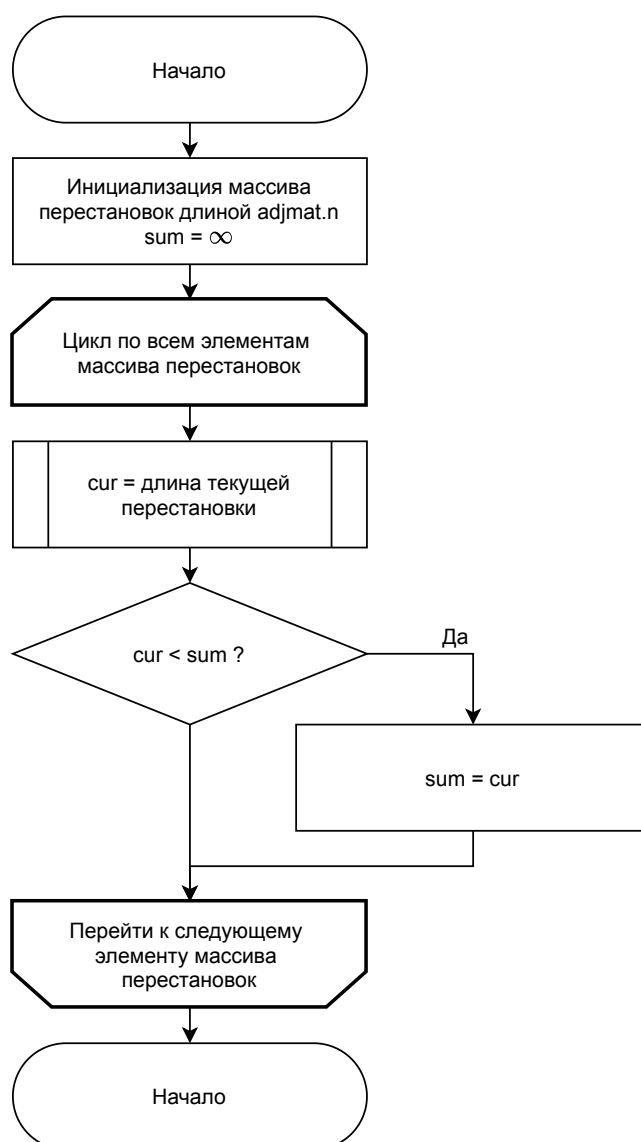 Начало
Инициализация массива
перестановок длиной adjmat.n
sum = ∞
Цикл по всем элементам
массива перестановок
cur = длина текущей
перестановки
cur < sum ?
Да
sum = cur
Перейти к следующему
элементу массива
перестановок
Начало